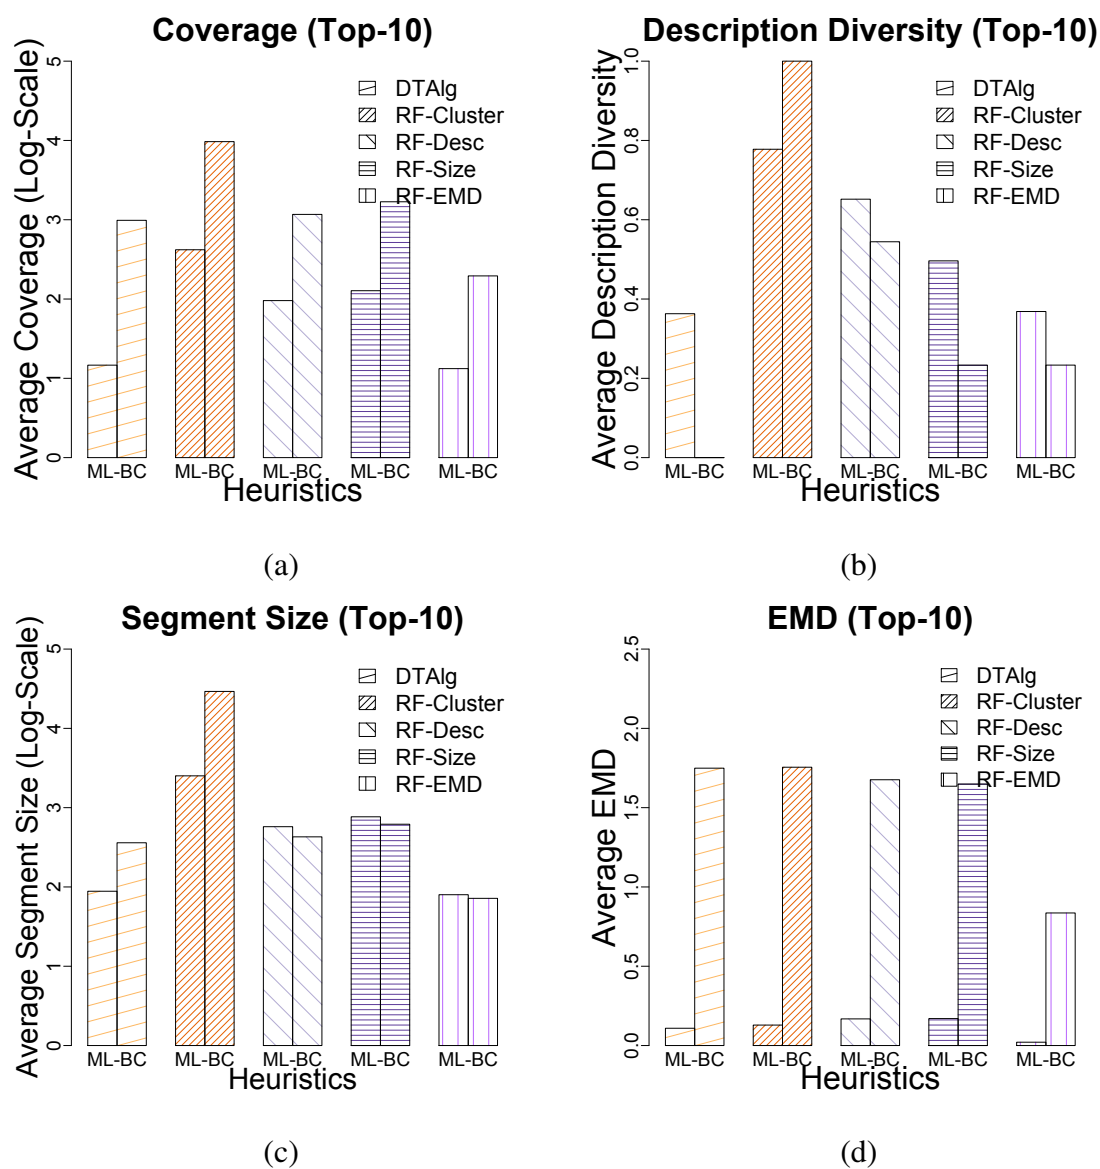 Coverage (Top-10)
Average Coverage (Log-Scale)
0 1 2 3 4 5
DTAlg
RF-Cluster
RF-Desc
RF-Size
RF-EMD
ML-BC ML-BC ML-BC ML-BC ML-BC
Heuristics
(a)
Description Diversity (Top-10)
Average Description Diversity
0.0 0.2 0.4 0.6 0.8 1.0
DTAlg
RF-Cluster
RF-Desc
RF-Size
RF-EMD
ML-BC ML-BC ML-BC ML-BC ML-BC
Heuristics
(b)
Segment Size (Top-10)
Average Segment Size (Log-Scale)
0 1 2 3 4 5
DTAlg
RF-Cluster
RF-Desc
RF-Size
RF-EMD
ML-BC ML-BC ML-BC ML-BC ML-BC
Heuristics
(c)
EMD (Top-10)
Average EMD
0.0 0.5 1.0 1.5 2.0 2.5
DTAlg
RF-Cluster
RF-Desc
RF-Size
RF-EMD
ML-BC ML-BC ML-BC ML-BC ML-BC
Heuristics
(d)